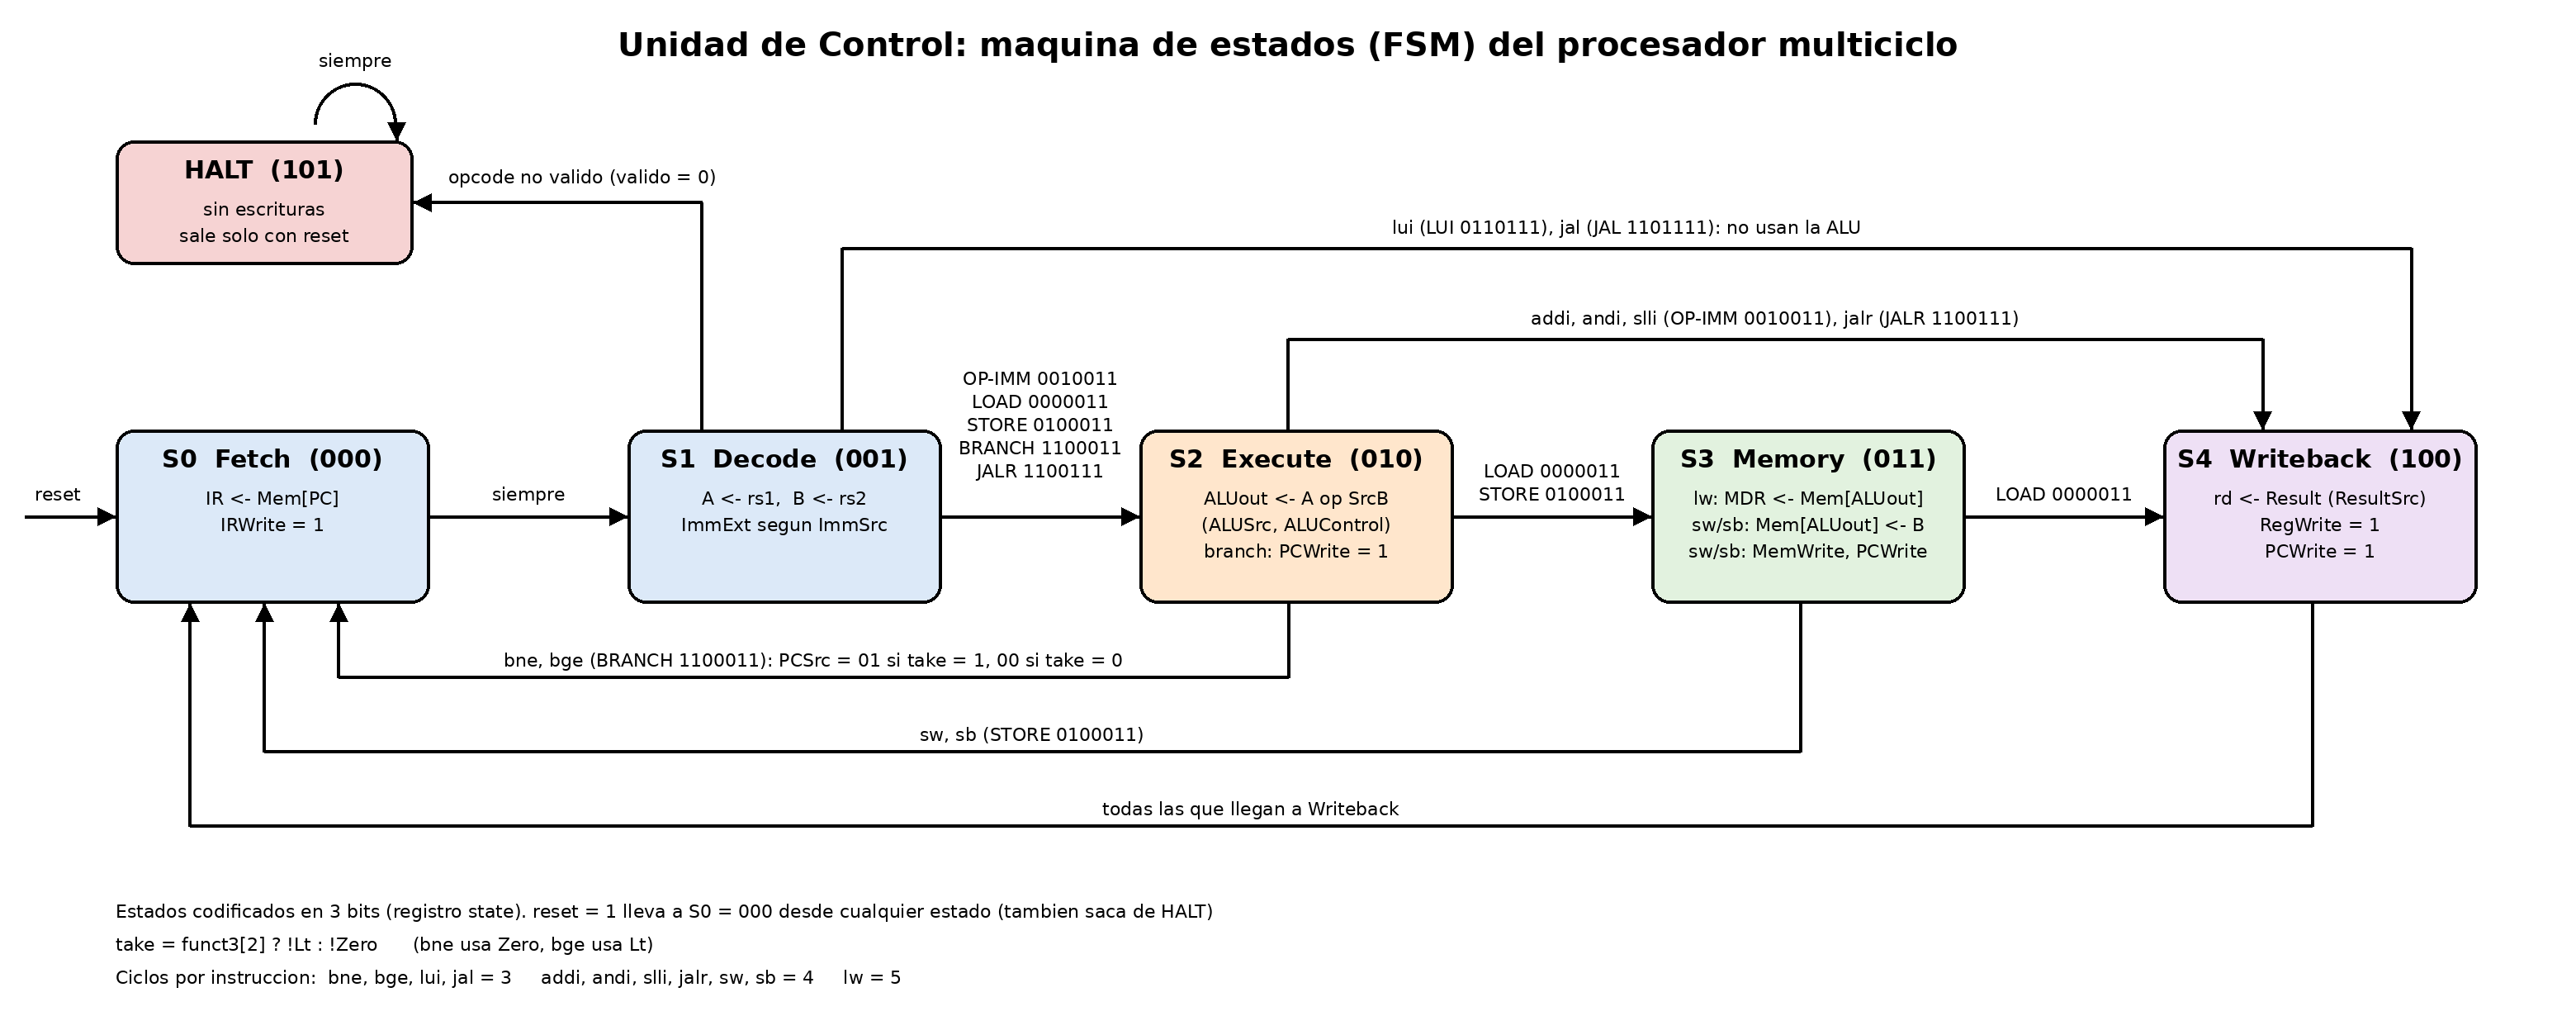 Unidad de Control: maquina de estados (FSM) del procesador multiciclo
siempre
HALT (101)
sin escrituras
sale solo con reset
opcode no valido (valido = 0)
lui (LUI 0110111), jal (JAL 1101111): no usan la ALU
addi, andi, slli (OP-IMM 0010011), jalr (JALR 1100111)
reset
S0 Fetch (000)
IR <- Mem[PC]
IRWrite = 1
siempre
S1 Decode (001)
A <- rs1, B <- rs2
ImmExt segun ImmSrc
OP-IMM 0010011
LOAD 0000011
STORE 0100011
BRANCH 1100011
JALR 1100111
S2 Execute (010)
ALUout <- A op SrcB
(ALUSrc, ALUControl)
branch: PCWrite = 1
LOAD 0000011
STORE 0100011
S3 Memory (011)
lw: MDR <- Mem[ALUout]
sw/sb: Mem[ALUout] <- B
sw/sb: MemWrite, PCWrite
LOAD 0000011
S4 Writeback (100)
rd <- Result (ResultSrc)
RegWrite = 1
PCWrite = 1
bne, bge (BRANCH 1100011): PCSrc = 01 si take = 1, 00 si take = 0
sw, sb (STORE 0100011)
todas las que llegan a Writeback
Estados codificados en 3 bits (registro state). reset = 1 lleva a S0 = 000 desde cualquier estado (tambien saca de HALT)
take = funct3[2] ? !Lt : !Zero (bne usa Zero, bge usa Lt)
Ciclos por instruccion: bne, bge, lui, jal = 3 addi, andi, slli, jalr, sw, sb = 4 lw = 5